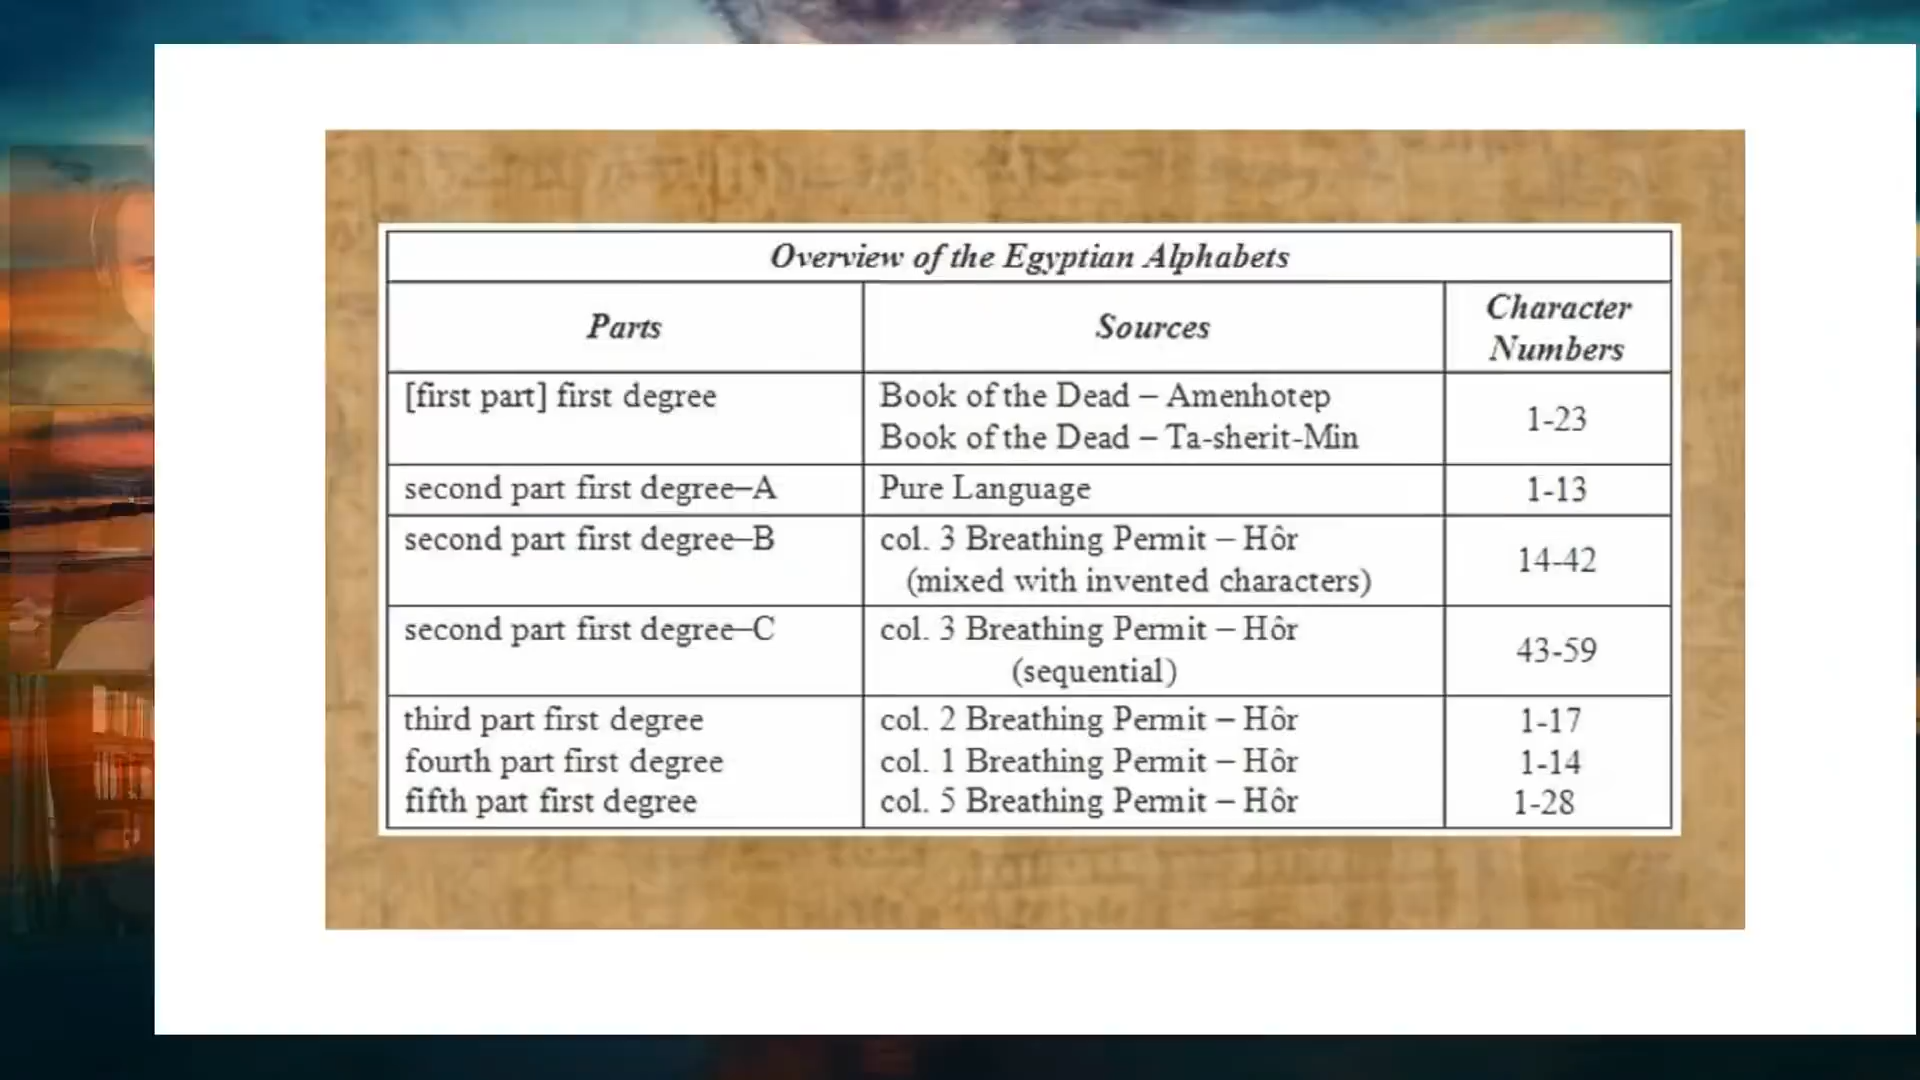 Overview of the Egyptian Alphabets
Parts
Sources
Character
Numbers
[first part] first degree
Book of the Dead – Amenhotep
Book of the Dead – Ta-sherit-Min
1-23
second part first degree–A
Pure Language
1-13
second part first degree–B
col. 3 Breathing Permit – Hôr
(mixed with invented characters)
14-42
second part first degree–C
col. 3 Breathing Permit – Hôr
(sequential)
43-59
third part first degree
col. 2 Breathing Permit – Hôr
1-17
fourth part first degree
col. 1 Breathing Permit – Hôr
1-14
fifth part first degree
col. 5 Breathing Permit – Hôr
1-28